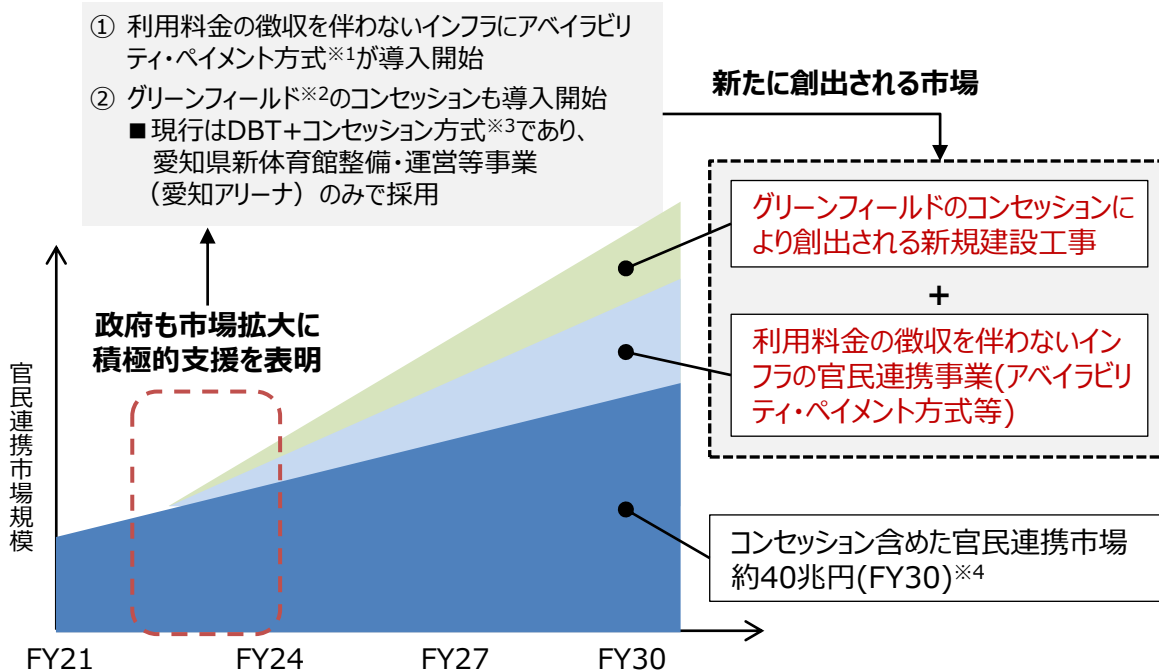 ① 利用料金の徴収を伴わないインフラにアベイラビリ
ティ・ペイメント方式※1が導入開始
② グリーンフィールド※2のコンセッションも導入開始
■現行はDBT+コンセッション方式※3であり、
愛知県新体育館整備・運営等事業
（愛知アリーナ）のみで採用
新たに創出される市場
グリーンフィールドのコンセッションに
より創出される新規建設工事
+
利用料金の徴収を伴わないイン
フラの官民連携事業(アベイラビリ
ティ・ペイメント方式等)
政府も市場拡大に
積極的支援を表明
官民連携市場規模
コンセッション含めた官民連携市場
約40兆円(FY30)※4
FY21
FY24
FY27
FY30